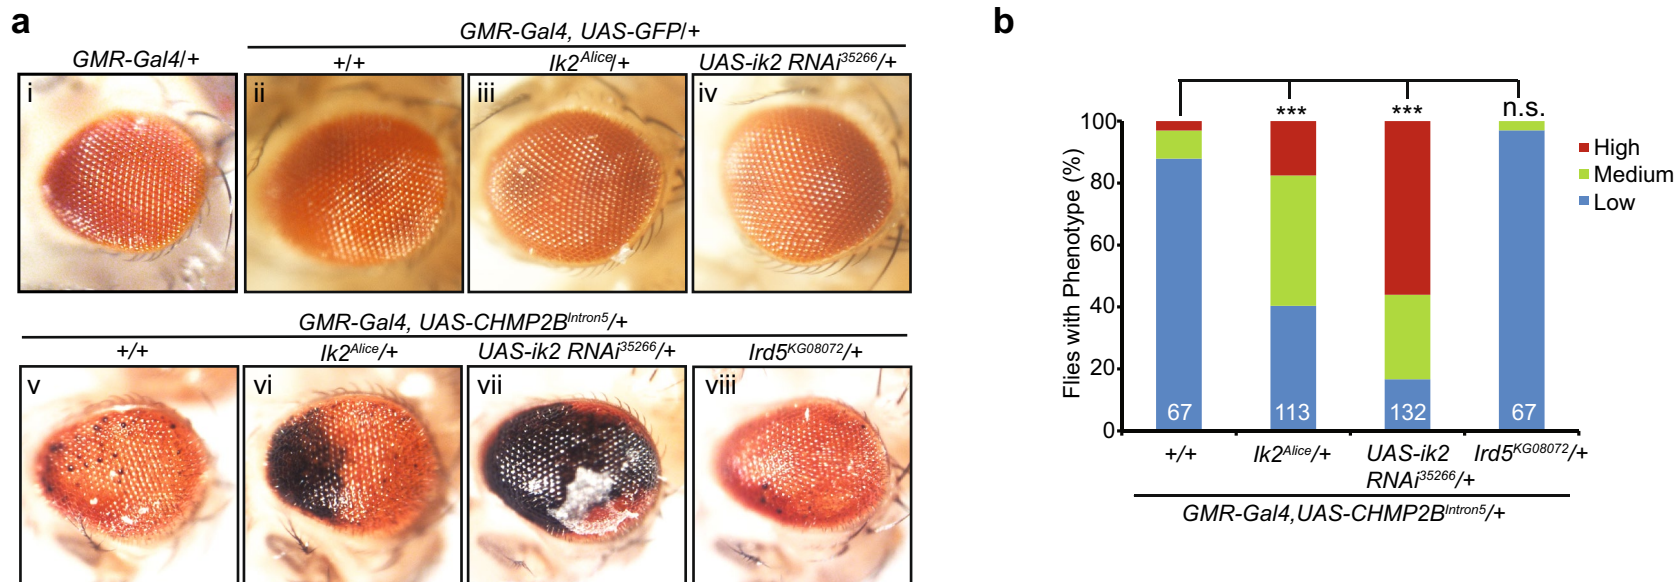 a
GMR-Gal4/+
GMR-Gal4, UAS-GFP/+
+/+
Ik2Alice/+
UAS-ik2 RNAi35266/+
i
ii
iii
iv
GMR-Gal4, UAS-CHMP2BIntron5/+
+/+
Ik2Alice/+
UAS-ik2 RNAi35266/+
Ird5KG08072/+
v
vi
vii
viii
b
*** *** n.s.
Flies with Phenotype (%)
100
80
60
40
20
0
67 113 132 67
High
Medium
Low
+/+ Ik2Alice/+ UAS-ik2 Ird5KG08072/+
RNAi35266/+
GMR-Gal4,UAS-CHMP2BIntron5/+